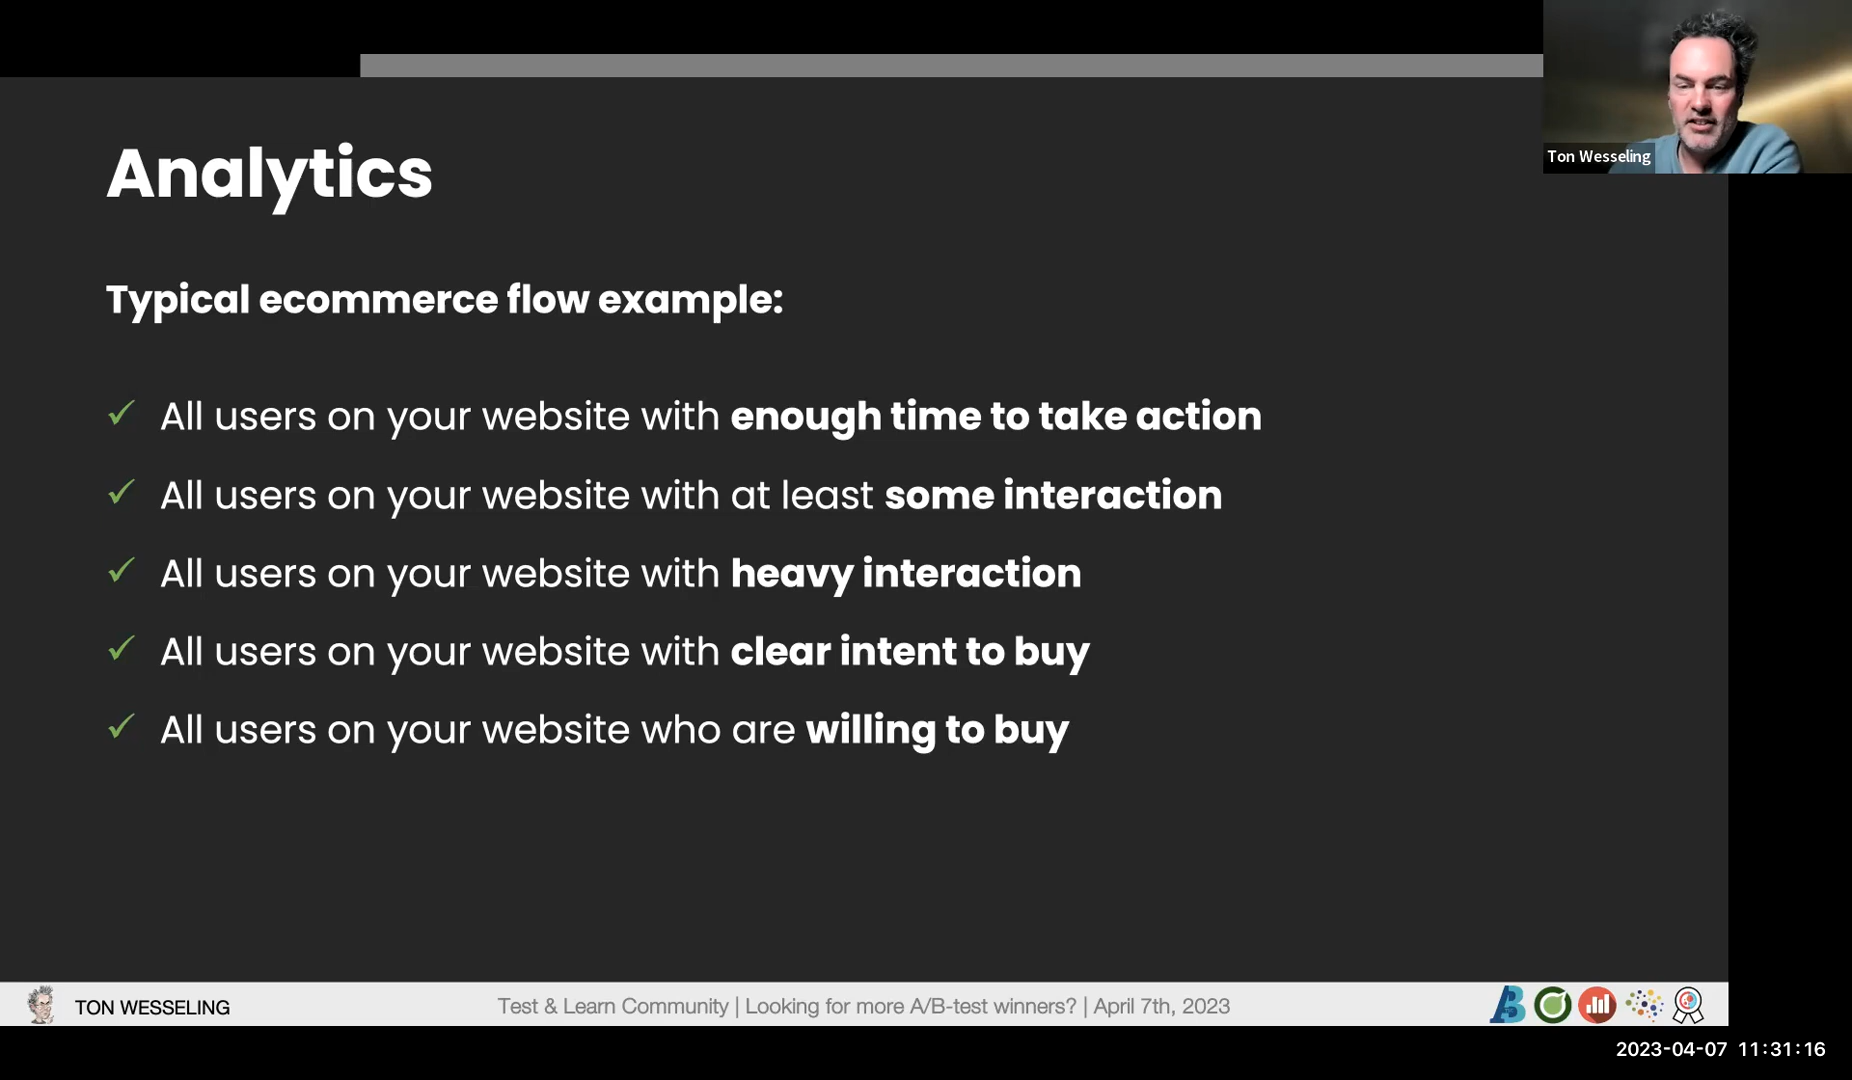 Ton Wesseling
Analytics
Typical ecommerce flow example:
✓ All users on your website with enough time to take action
✓ All users on your website with at least some interaction
✓ All users on your website with heavy interaction
✓ All users on your website with clear intent to buy
✓ All users on your website who are willing to buy
TON WESSELING
Test & Learn Community | Looking for more A/B-test winners? | April 7th, 2023
2023-04-07 11:31:16